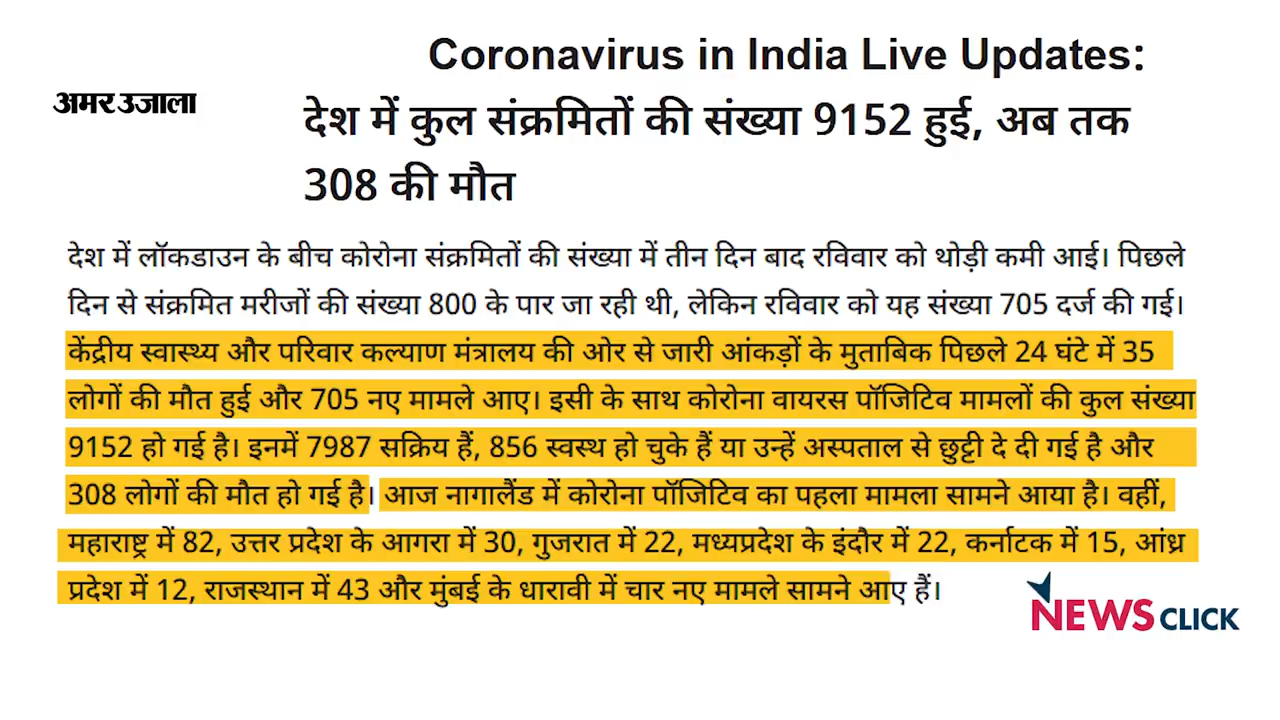 Coronavirus in India Live Updates:
अमर उजाला
देश में कुल संक्रमितों की संख्या 9152 हुई, अब तक
308 की मौत
देश में लॉकडाउन के बीच कोरोना संक्रमितों की संख्या में तीन दिन बाद रविवार को थोड़ी कमी आई। पिछले
दिन से संक्रमित मरीजों की संख्या 800 के पार जा रही थी, लेकिन रविवार को यह संख्या 705 दर्ज की गई।
केंद्रीय स्वास्थ्य और परिवार कल्याण मंत्रालय की ओर से जारी आंकड़ों के मुताबिक पिछले 24 घंटे में 35
लोगों की मौत हुई और 705 नए मामले आए। इसी के साथ कोरोना वायरस पॉजिटिव मामलों की कुल संख्या
9152 हो गई है। इनमें 7987 सक्रिय हैं, 856 स्वस्थ हो चुके हैं या उन्हें अस्पताल से छुट्टी दे दी गई है और
308 लोगों की मौत हो गई है। आज नागालैंड में कोरोना पॉजिटिव का पहला मामला सामने आया है। वहीं,
महाराष्ट्र में 82, उत्तर प्रदेश के आगरा में 30, गुजरात में 22, मध्यप्रदेश के इंदौर में 22, कर्नाटक में 15, आंध्र
प्रदेश में 12, राजस्थान में 43 और मुंबई के धारावी में चार नए मामले सामने आए हैं।
NEWS CLICK